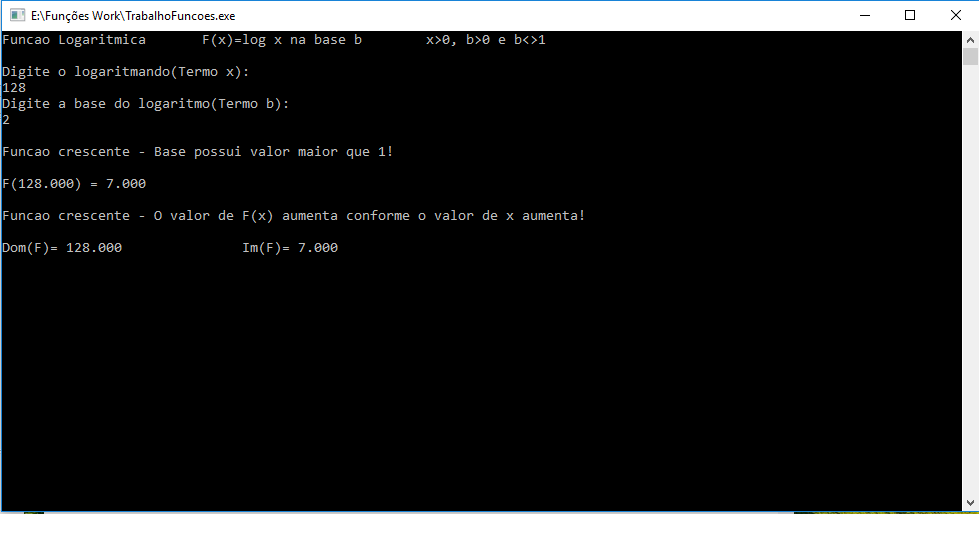 E:\Funções Work\TrabalhoFuncoes.exe
Funcao Logaritmica F(x)=log x na base b x>0, b>0 e b<>1
Digite o logaritmando(Termo x):
128
Digite a base do logaritmo(Termo b):
2
Funcao crescente - Base possui valor maior que 1!
F(128.000) = 7.000
Funcao crescente - O valor de F(x) aumenta conforme o valor de x aumenta!
Dom(F)= 128.000 Im(F)= 7.000